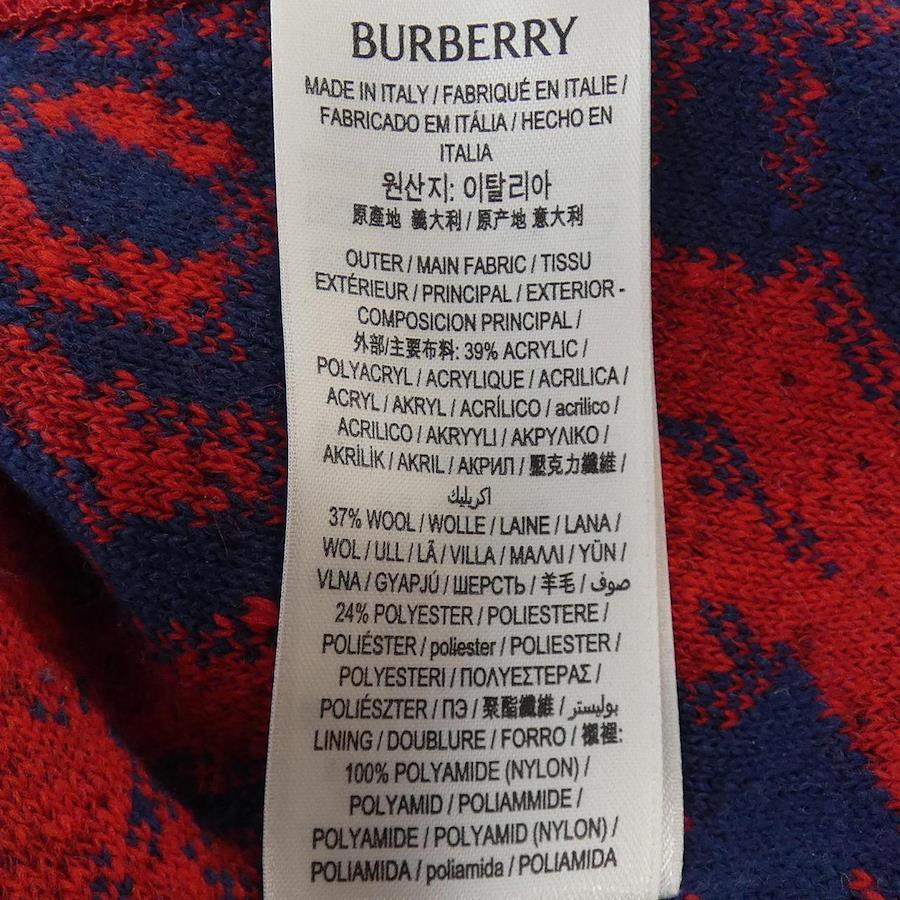 BURBERRY
MADE IN ITALY / FABRIQUÉ EN ITALIE /
FABRICADO EM ITÁLIA / HECHO EN
ITALIA
원산지: 이탈리아
原產地 義大利 / 原产地 意大利
OUTER / MAIN FABRIC / TISSU
EXTÉRIEUR / PRINCIPAL / EXTERIOR -
COMPOSICION PRINCIPAL /
外部/主要布料: 39% ACRYLIC /
POLYACRYL / ACRYLIQUE / ACRILICA /
ACRYL / AKRYL / ACRÍLICO / acrilico /
ACRILICO / AKRYYLI / ΑΚΡΥΛΙΚΟ /
AKRİLİK / AKRIL / АКРИЛ / 壓克力纖維 /
اكريليك
37% WOOL / WOLLE / LAINE / LANA /
WOL / ULL / LÃ / VILLA / ΜΑΛΛΙ / YÜN /
VLNA / GYAPJÚ / ШЕРСТЬ / 羊毛 / صوف
24% POLYESTER / POLIESTERE /
POLIÉSTER / poliester / POLIESTER /
POLYESTERI / ΠΟΛΥΕΣΤΕΡΑΣ /
POLIÉSZTER / ПЭ / 聚酯纖維 / بوليستر
LINING / DOUBLURE / FORRO / 襯裡:
100% POLYAMIDE (NYLON) /
POLYAMID / POLIAMMIDE /
POLYAMIDE / POLYAMID (NYLON) /
POLIAMIDA / poliamida / POLIAMIDA